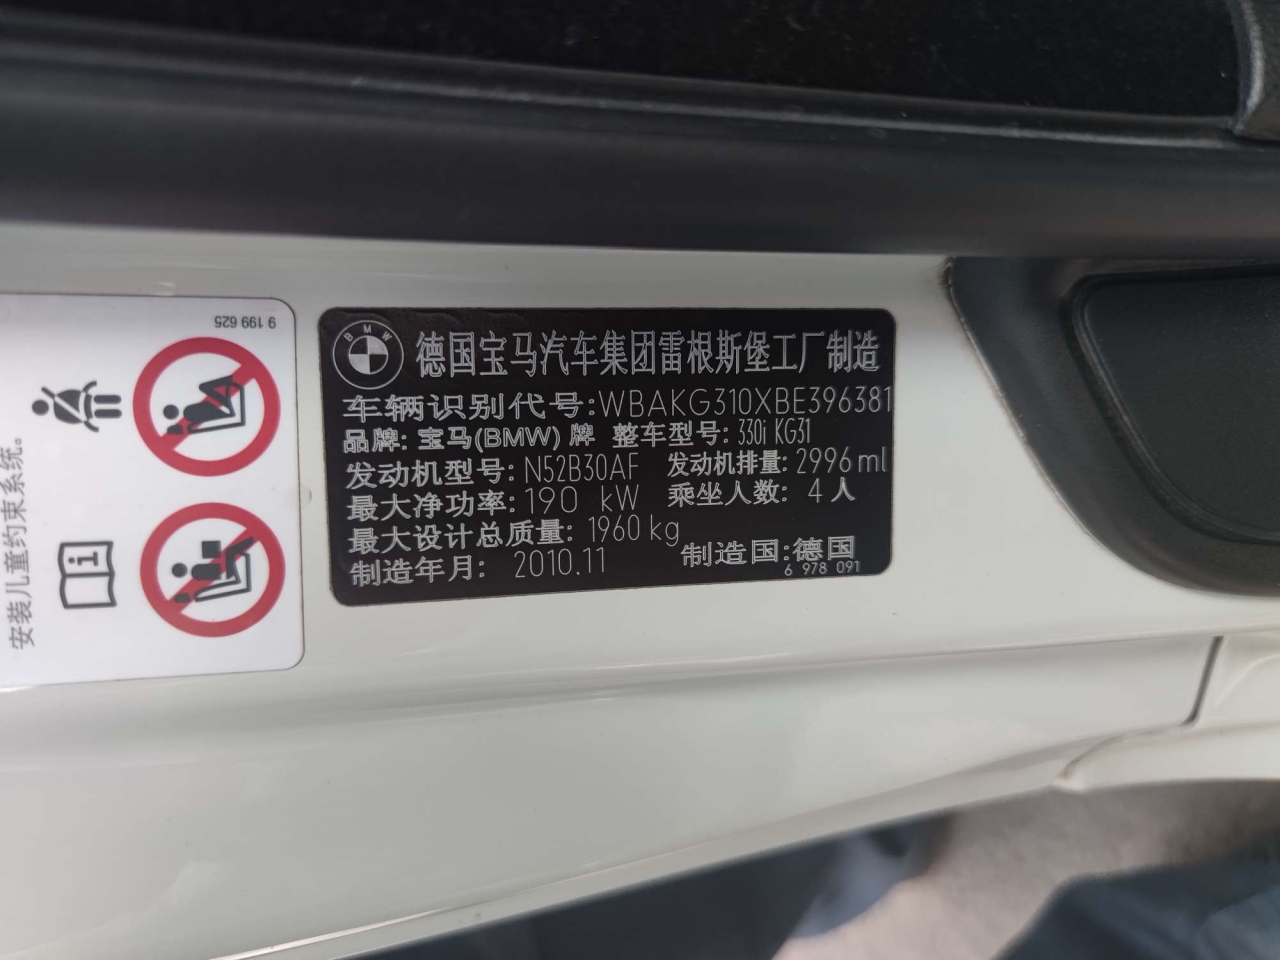 9 199 625
安装儿童约束系统。
BMW
德国宝马汽车集团雷根斯堡工厂制造
车辆识别代号:WBAKG310XBE396381
品牌: 宝马(BMW) 牌 整车型号: 330i KG31
发动机型号: N52B30AF 发动机排量: 2996 ml
最大净功率: 190 kW 乘坐人数: 4 人
最大设计总质量: 1960 kg
制造年月: 2010.11 制造国:德国
6 978 091